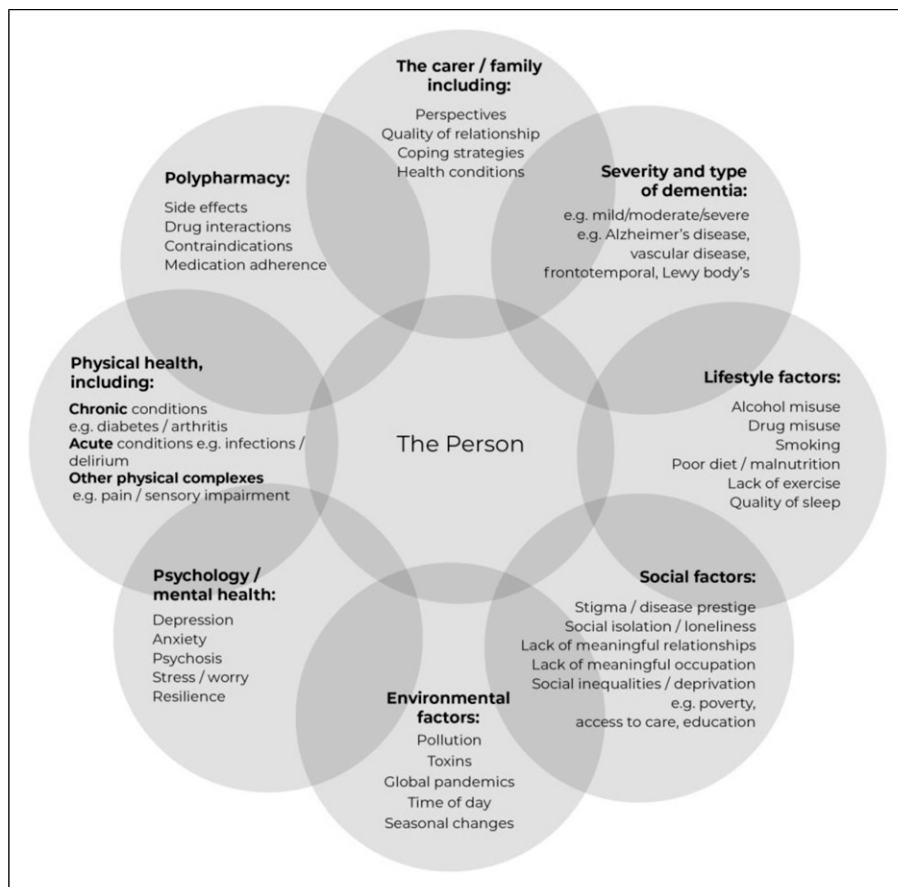 The carer / family
including:
Perspectives
Quality of relationship
Coping strategies
Health conditions
Polypharmacy:
Side effects
Drug interactions
Contraindications
Medication adherence
Severity and type
of dementia:
e.g. mild/moderate/severe
e.g. Alzheimer's disease,
vascular disease,
frontotemporal, Lewy body's
Physical health,
including:
Chronic conditions
e.g. diabetes / arthritis
Acute conditions e.g. infections /
delirium
Other physical complexes
e.g. pain / sensory impairment
The Person
Lifestyle factors:
Alcohol misuse
Drug misuse
Smoking
Poor diet / malnutrition
Lack of exercise
Quality of sleep
Psychology /
mental health:
Depression
Anxiety
Psychosis
Stress / worry
Resilience
Environmental
factors:
Pollution
Toxins
Global pandemics
Time of day
Seasonal changes
Social factors:
Stigma / disease prestige
Social isolation / loneliness
Lack of meaningful relationships
Lack of meaningful occupation
Social inequalities / deprivation
e.g. poverty,
access to care, education